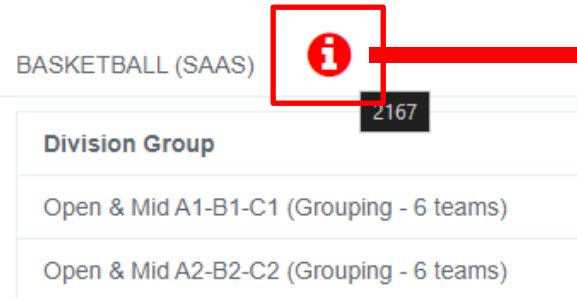 BASKETBALL (SAAS)
2167
Division Group
Open & Mid A1-B1-C1 (Grouping - 6 teams)
Open & Mid A2-B2-C2 (Grouping - 6 teams)